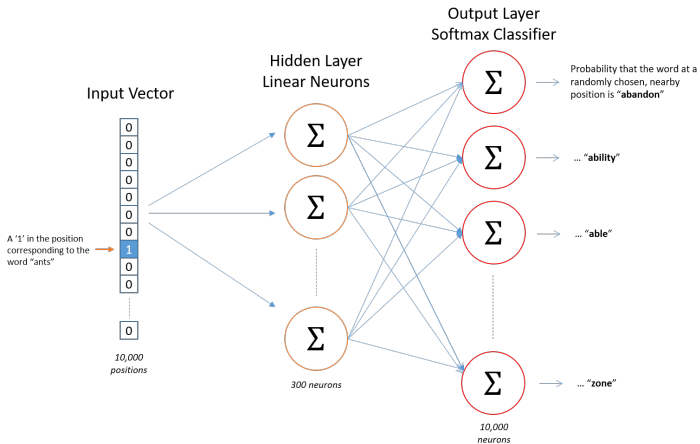 Output Layer
Softmax Classifier
Hidden Layer
Linear Neurons
Input Vector
0
0
0
0
0
0
0
1
0
0
0
A ‘1’ in the position
corresponding to the
word “ants”
10,000
positions
Σ
Σ
Σ
300 neurons
Σ
Σ
Σ
Σ
10,000
neurons
Probability that the word at a
randomly chosen, nearby
position is “abandon”
... “ability”
... “able”
... “zone”